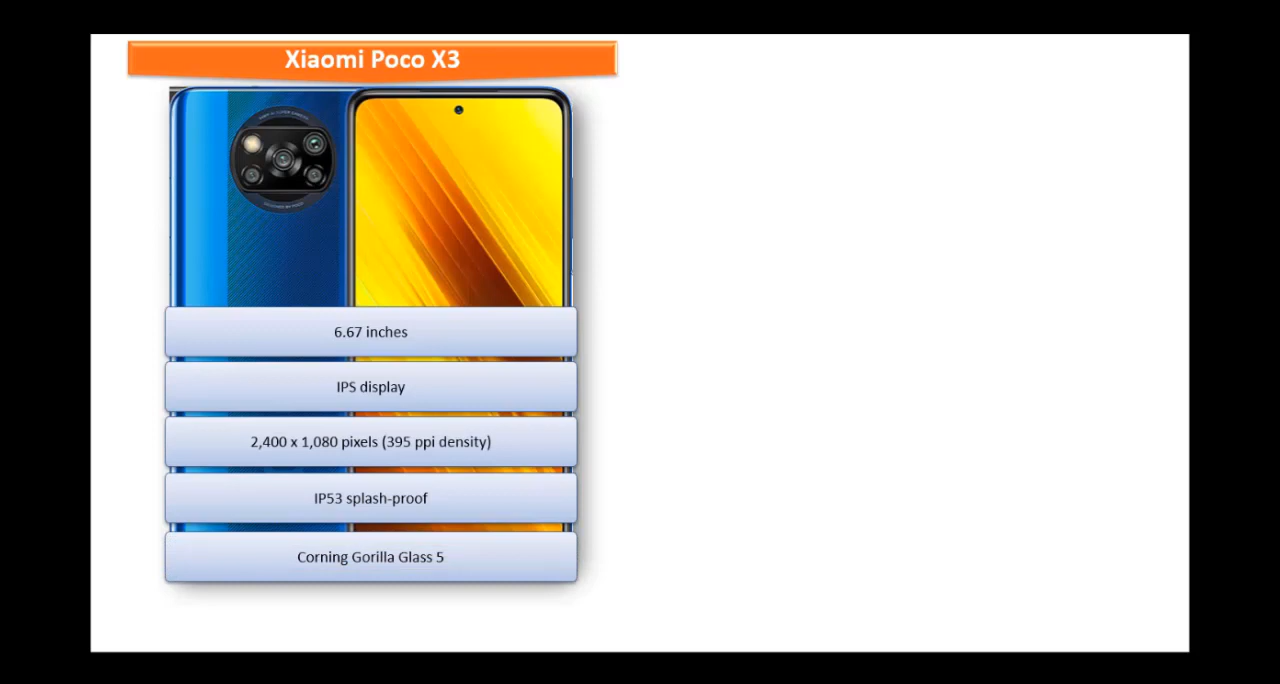 Xiaomi Poco X3
6.67 inches
IPS display
2,400 x 1,080 pixels (395 ppi density)
IP53 splash-proof
Corning Gorilla Glass 5